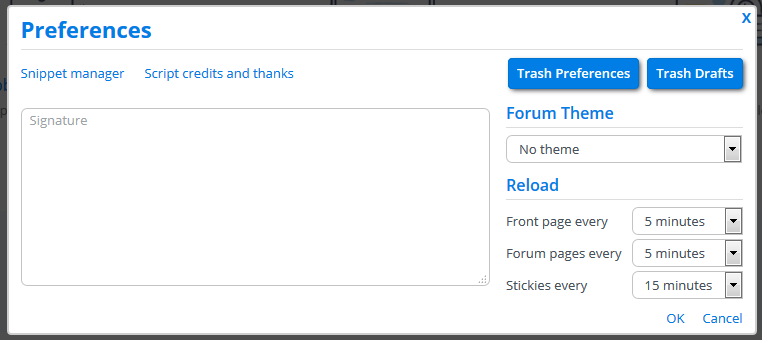 X
Preferences
Snippet manager Script credits and thanks Trash Preferences Trash Drafts
Signature
Forum Theme
No theme
Reload
Front page every 5 minutes
Forum pages every 5 minutes
Stickies every 15 minutes
OK Cancel